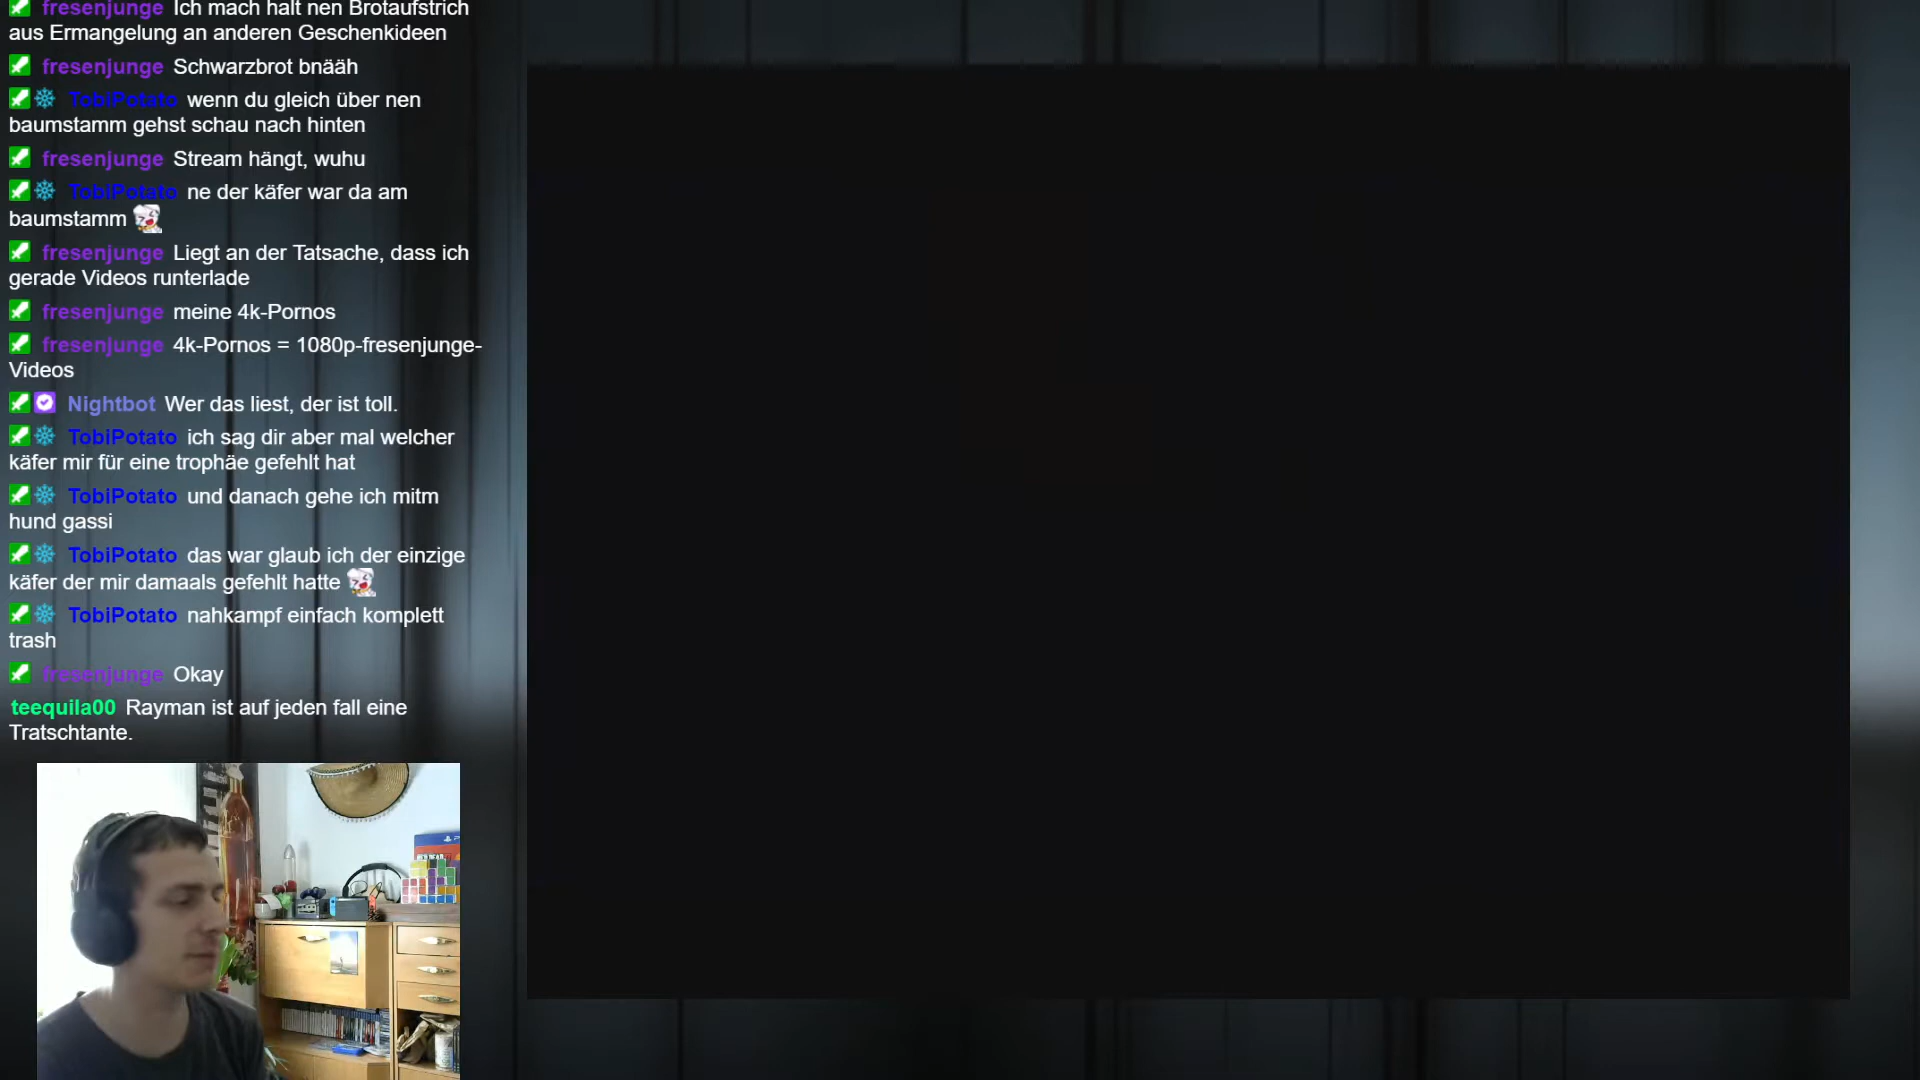 fresenjunge Ich mach halt nen Brotaufstrich
aus Ermangelung an anderen Geschenkideen
fresenjunge Schwarzbrot bnääh
TobiPotato wenn du gleich über nen
baumstamm gehst schau nach hinten
fresenjunge Stream hängt, wuhu
TobiPotato ne der käfer war da am
baumstamm
fresenjunge Liegt an der Tatsache, dass ich
gerade Videos runterlade
fresenjunge meine 4k-Pornos
fresenjunge 4k-Pornos = 1080p-fresenjunge-
Videos
Nightbot Wer das liest, der ist toll.
TobiPotato ich sag dir aber mal welcher
käfer mir für eine trophäe gefehlt hat
TobiPotato und danach gehe ich mitm
hund gassi
TobiPotato das war glaub ich der einzige
käfer der mir damaals gefehlt hatte
TobiPotato nahkampf einfach komplett
trash
fresenjunge Okay
teequila00 Rayman ist auf jeden fall eine
Tratschtante.